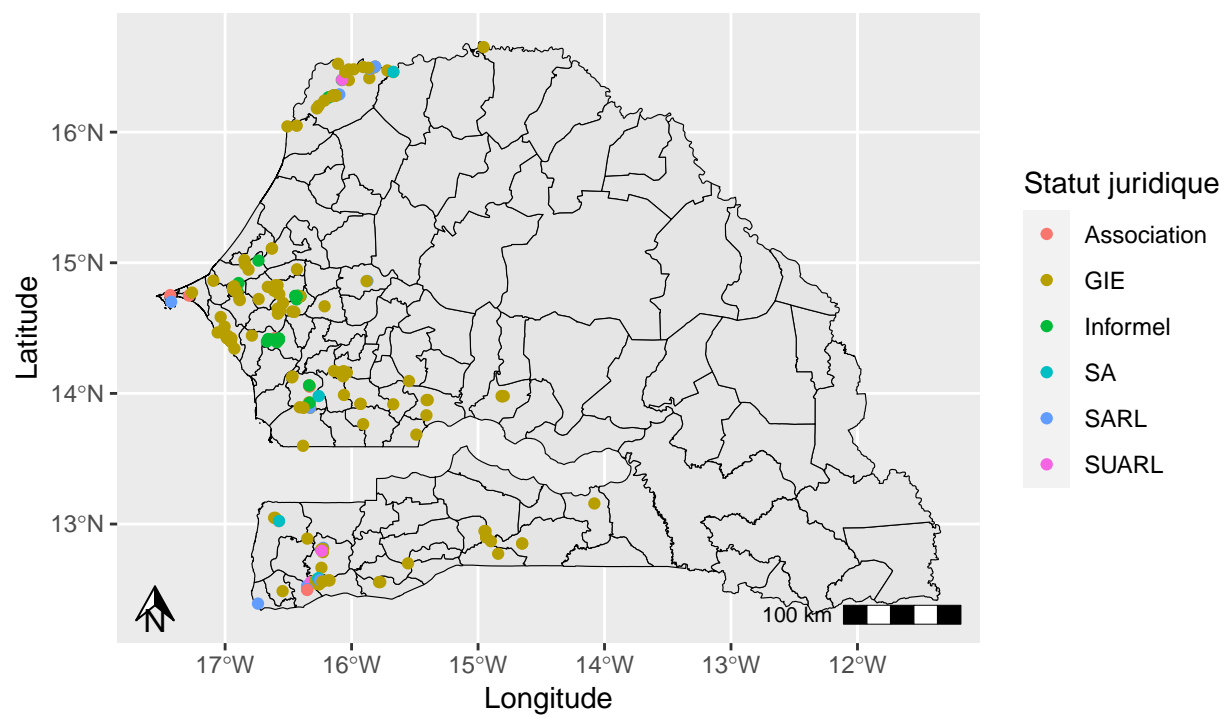 16°N
15°N
14°N
13°N
Latitude
17°W
16°W
15°W
14°W
13°W
12°W
Longitude
N
100 km
Statut juridique
Association
GIE
Informel
SA
SARL
SUARL